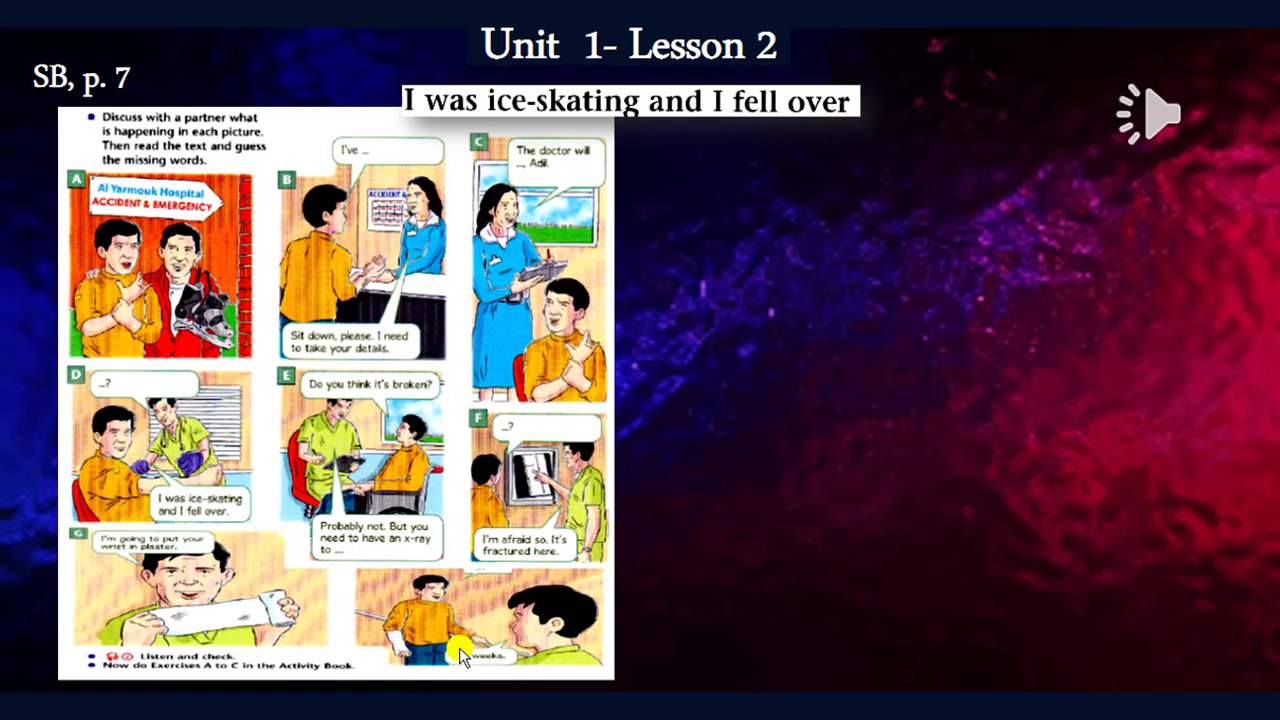 Unit 1- Lesson 2
SB, p. 7
I was ice-skating and I fell over
• Discuss with a partner what
is happening in each picture.
Then read the text and guess
the missing words.
A
Al Yarmouk Hospital
ACCIDENT & EMERGENCY
B
I've ...
ACCIDENT &
Sit down, please. I need
to take your details.
C
The doctor will
..., Adil.
D
...?
I was ice-skating
and I fell over.
E
Do you think it's broken?
Probably not. But you
need to have an x-ray
to ...
F
...?
I'm afraid so. It's
fractured here.
G
I'm going to put your
wrist in plaster.
weeks.
• Listen and check.
• Now do Exercises A to C in the Activity Book.